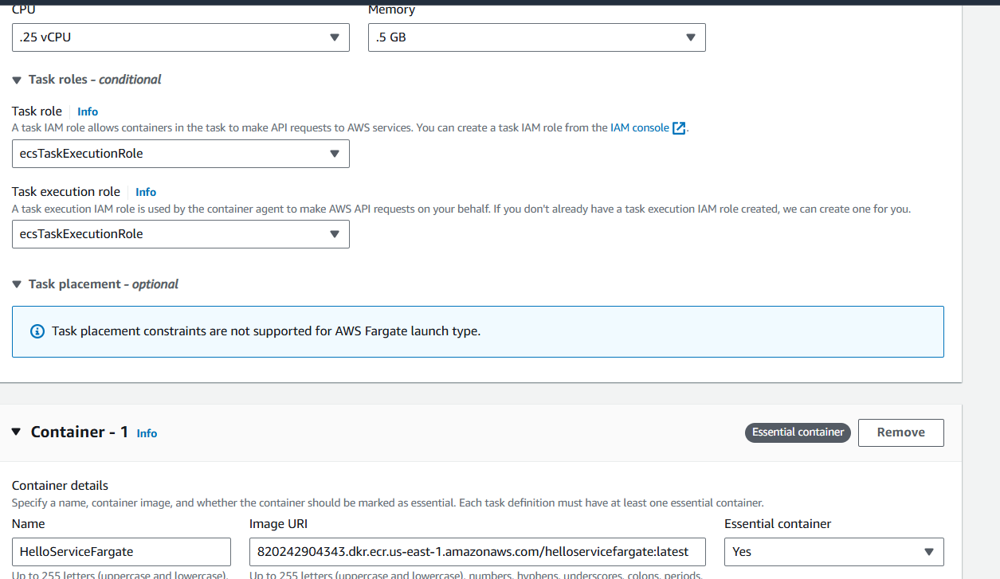 CPU Memory
.25 vCPU .5 GB
Task roles - conditional
Task role Info
A task IAM role allows containers in the task to make API requests to AWS services. You can create a task IAM role from the IAM console .
ecsTaskExecutionRole
Task execution role Info
A task execution IAM role is used by the container agent to make AWS API requests on your behalf. If you don't already have a task execution IAM role created, we can create one for you.
ecsTaskExecutionRole
Task placement - optional
Task placement constraints are not supported for AWS Fargate launch type.
Container - 1 Info Essential container Remove
Container details
Specify a name, container image, and whether the container should be marked as essential. Each task definition must have at least one essential container.
Name Image URI Essential container
HelloServiceFargate 820242904343.dkr.ecr.us-east-1.amazonaws.com/helloservicefargate:latest Yes
Up to 255 letters (uppercase and lowercase), Up to 255 letters (uppercase and lowercase), numbers, hyphens, underscores, colons, periods,